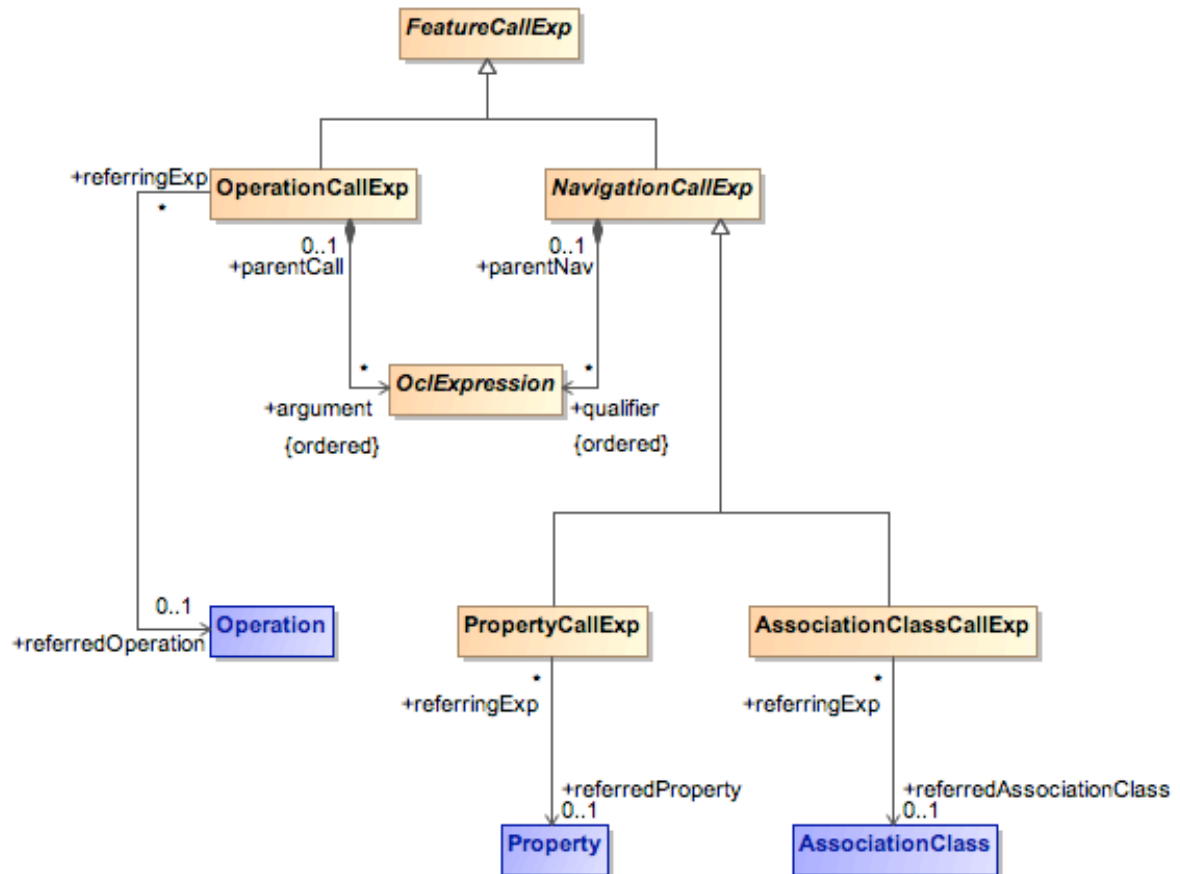 FeatureCallExp
+referringExp
*
OperationCallExp
NavigationCallExp
0..1
+parentCall
0..1
+parentNav
*
OclExpression
*
+argument
{ordered}
+qualifier
{ordered}
0..1
+referredOperation
Operation
PropertyCallExp
AssociationClassCallExp
*
+referringExp
*
+referringExp
+referredProperty
0..1
+referredAssociationClass
0..1
Property
AssociationClass